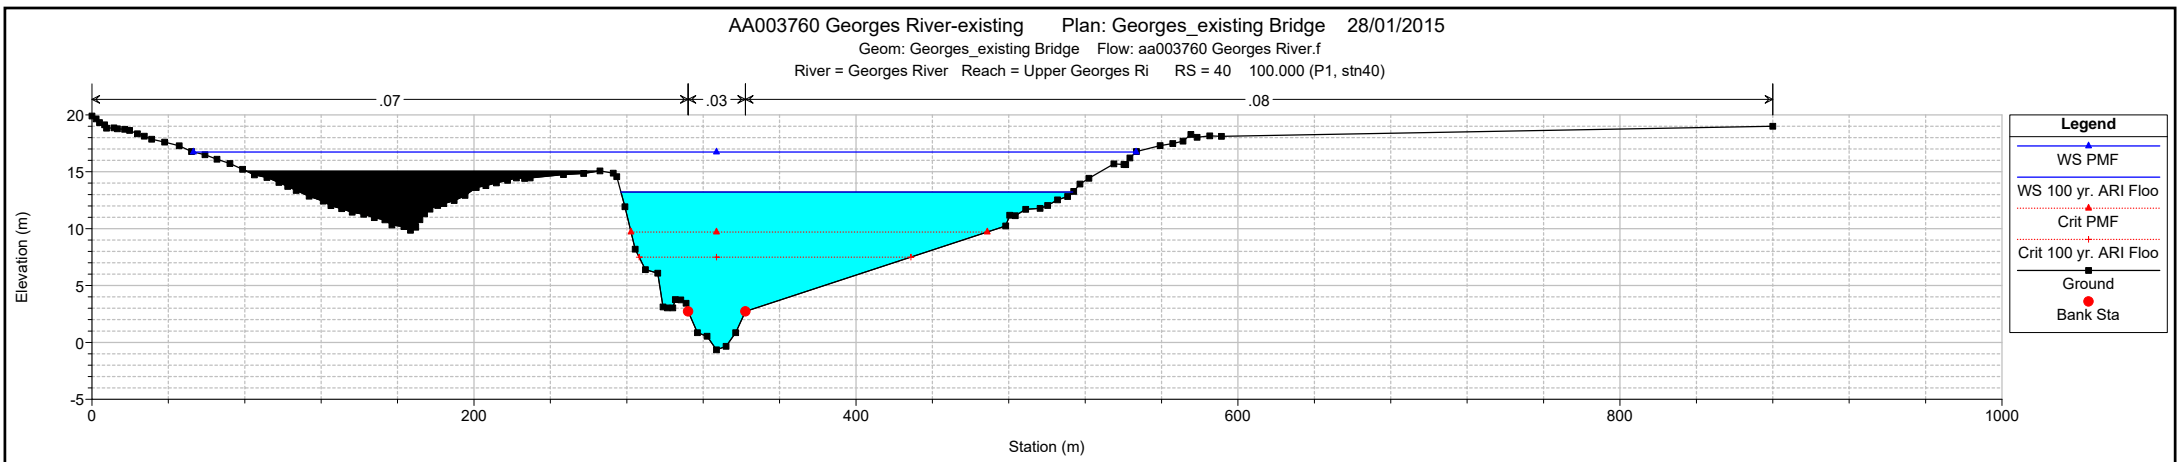 AA003760 Georges River-existing Plan: Georges_existing Bridge 28/01/2015
Geom: Georges_existing Bridge Flow: aa003760 Georges River.f
River = Georges River Reach = Upper Georges Ri RS = 40 100.000 (P1, stn40)
.07 .03 .08
20
15
10
5
0
-5
Elevation (m)
0 200 400 600 800 1000
Station (m)
Legend
WS PMF
WS 100 yr. ARI Floo
Crit PMF
Crit 100 yr. ARI Floo
Ground
Bank Sta